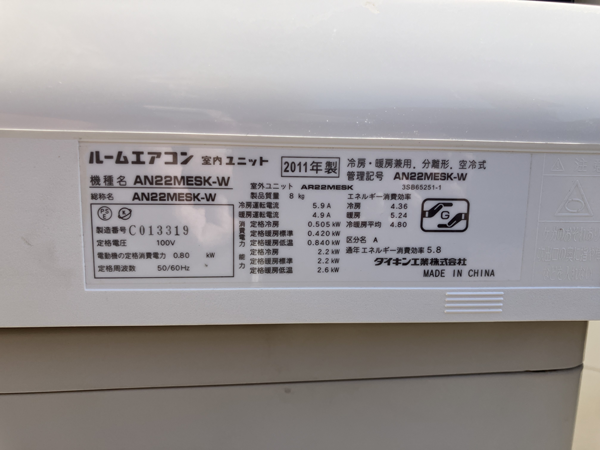 ルームエアコン 室内ユニット 2011年製 冷房・暖房兼用, 分離形, 空冷式
機種名 AN22MESK-W 管理記号 AN22MESK-W
総称名 AN22MESK-W 室外ユニット AR22MESK 3SB65251-1
製品質量 8 kg
製造番号 C013319
定格電圧 100V
電動機の定格消費電力 0.80 kW
定格周波数 50/60Hz
冷房運転電流 5.9 A
暖房運転電流 4.9 A
消費電力
定格冷房 0.505 kW
定格暖房標準 0.420 kW
定格暖房低温 0.840 kW
能力
定格冷房 2.2 kW
定格暖房標準 2.2 kW
定格暖房低温 2.6 kW
エネルギー消費効率
冷房 4.36
暖房 5.24
冷暖房平均 4.80
区分名 A
通年エネルギー消費効率 5.8
G
ダイキン工業株式会社
MADE IN CHINA